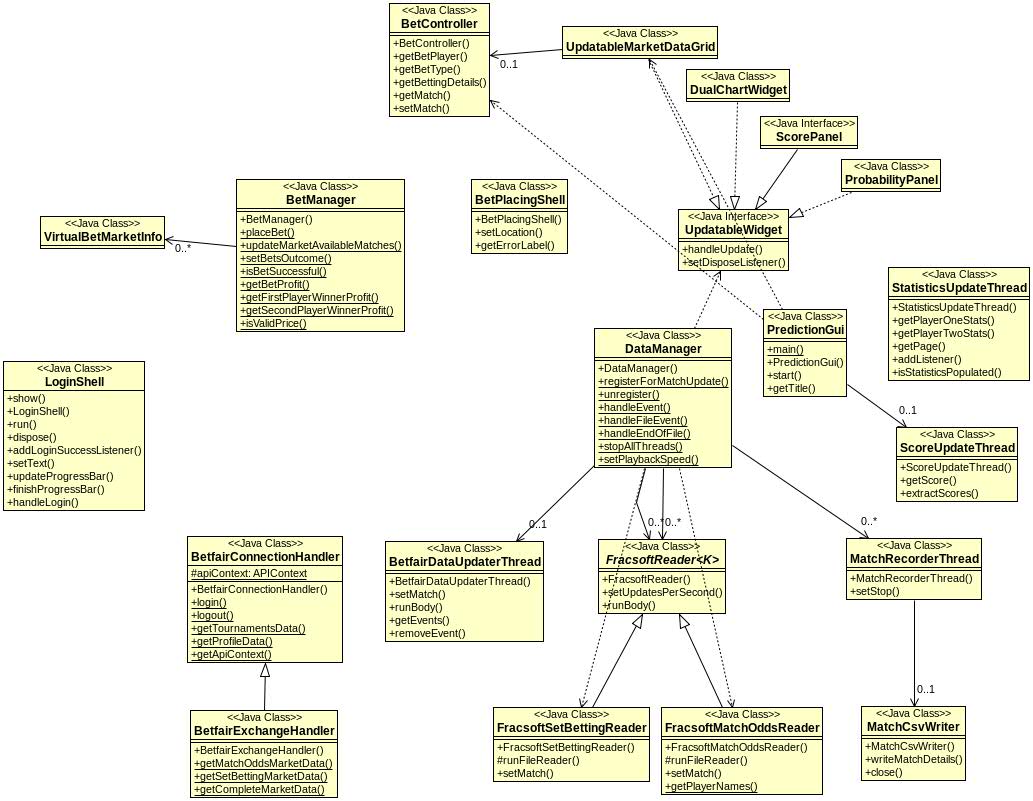 <<Java Class>>
BetController
+BetController()
+getBetPlayer()
+getBetType()
+getBettingDetails()
+getMatch()
+setMatch()
0..1
<<Java Class>>
UpdatableMarketDataGrid
<<Java Class>>
DualChartWidget
<<Java Interface>>
ScorePanel
<<Java Class>>
ProbabilityPanel
<<Java Class>>
VirtualBetMarketInfo
0..*
<<Java Class>>
BetManager
+BetManager()
+placeBet()
+updateMarketAvailableMatches()
+setBetsOutcome()
+isBetSuccessful()
+getBetProfit()
+getFirstPlayerWinnerProfit()
+getSecondPlayerWinnerProfit()
+isValidPrice()
<<Java Class>>
BetPlacingShell
+BetPlacingShell()
+setLocation()
+getErrorLabel()
<<Java Interface>>
UpdatableWidget
+handleUpdate()
+setDisposeListener()
<<Java Class>>
StatisticsUpdateThread
+StatisticsUpdateThread()
+getPlayerOneStats()
+getPlayerTwoStats()
+getPage()
+addListener()
+isStatisticsPopulated()
<<Java Class>>
LoginShell
+show()
+LoginShell()
+run()
+dispose()
+addLoginSuccessListener()
+setText()
+updateProgressBar()
+finishProgressBar()
+handleLogin()
<<Java Class>>
DataManager
+DataManager()
+registerForMatchUpdate()
+unregister()
+handleEvent()
+handleFileEvent()
+handleEndOfFile()
+stopAllThreads()
+setPlaybackSpeed()
<<Java Class>>
PredictionGui
+main()
+PredictionGui()
+start()
+getTitle()
0..1
<<Java Class>>
ScoreUpdateThread
+ScoreUpdateThread()
+getScore()
+extractScores()
0..1
0..*
0..*
0..*
<<Java Class>>
BetfairConnectionHandler
#apiContext: APIContext
+BetfairConnectionHandler()
+login()
+logout()
+getTournamentsData()
+getProfileData()
+getApiContext()
<<Java Class>>
BetfairDataUpdaterThread
+BetfairDataUpdaterThread()
+setMatch()
+runBody()
+getEvents()
+removeEvent()
<<Java Class>>
FracsoftReader<K>
+FracsoftReader()
+setUpdatesPerSecond()
+runBody()
<<Java Class>>
MatchRecorderThread
+MatchRecorderThread()
+setStop()
0..1
<<Java Class>>
BetfairExchangeHandler
+BetfairExchangeHandler()
+getMatchOddsMarketData()
+getSetBettingMarketData()
+getCompleteMarketData()
<<Java Class>>
FracsoftSetBettingReader
+FracsoftSetBettingReader()
#runFileReader()
+setMatch()
<<Java Class>>
FracsoftMatchOddsReader
+FracsoftMatchOddsReader()
#runFileReader()
+setMatch()
+getPlayerNames()
<<Java Class>>
MatchCsvWriter
+MatchCsvWriter()
+writeMatchDetails()
+close()